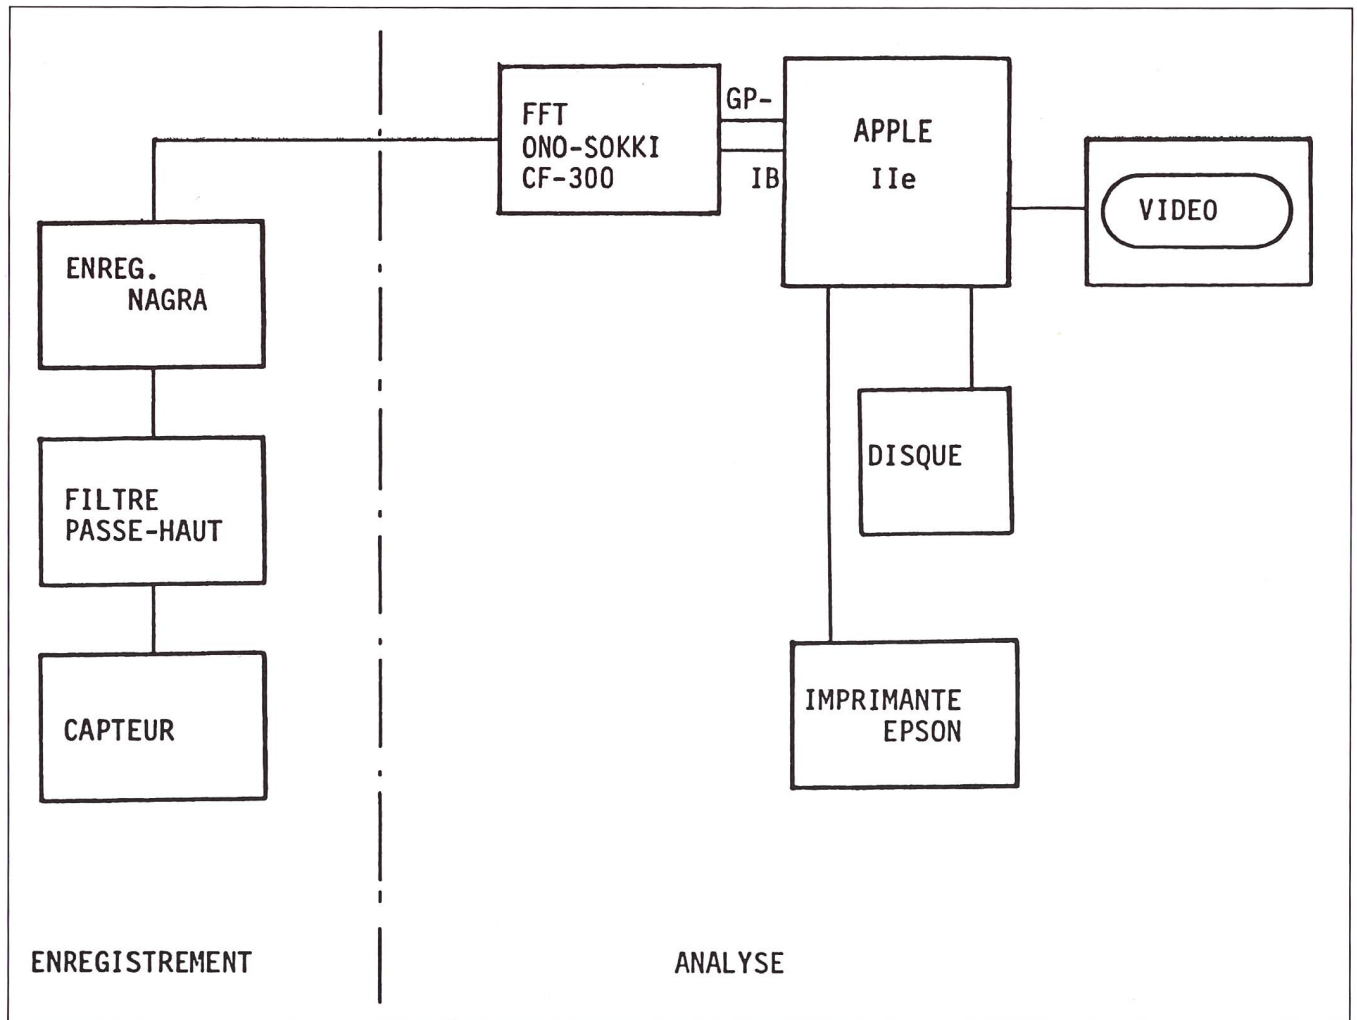 FFT
ONO-SOKKI
CF-300
GP-
IB
APPLE
IIe
VIDEO
ENREG.
NAGRA
FILTRE
PASSE-HAUT
CAPTEUR
DISQUE
IMPRIMANTE
EPSON
ENREGISTREMENT
ANALYSE